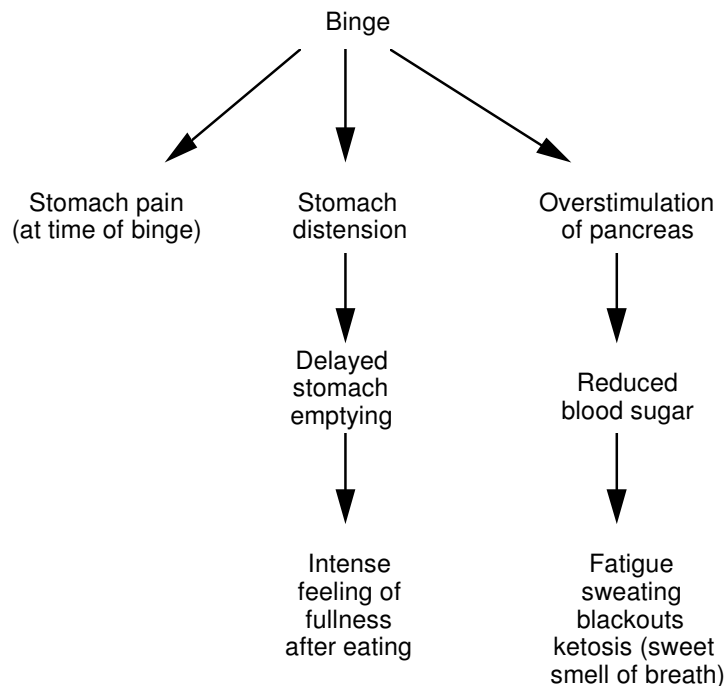 Binge
Stomach pain
(at time of binge)
Stomach
distension
Overstimulation
of pancreas
Delayed
stomach
emptying
Reduced
blood sugar
Intense
feeling of
fullness
after eating
Fatigue
sweating
blackouts
ketosis (sweet
smell of breath)